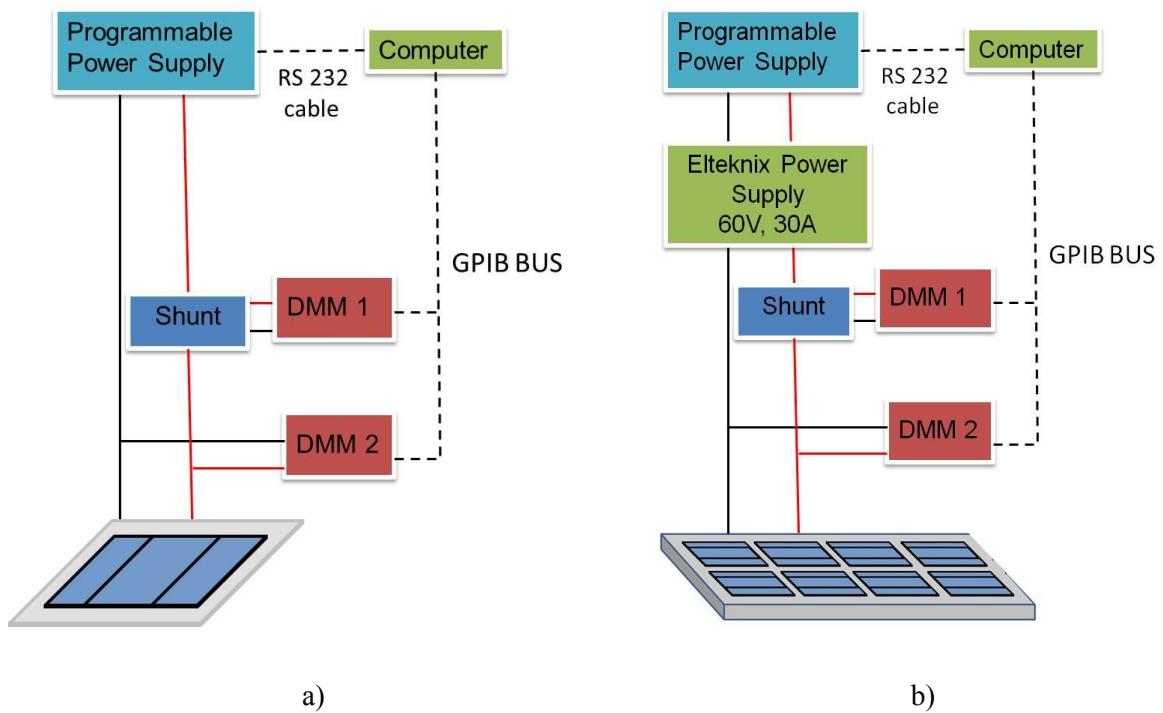 Programmable
Power Supply
Computer
RS 232
cable
Shunt
DMM 1
GPIB BUS
DMM 2
a)
Programmable
Power Supply
Computer
RS 232
cable
Elteknix Power
Supply
60V, 30A
GPIB BUS
Shunt
DMM 1
DMM 2
b)